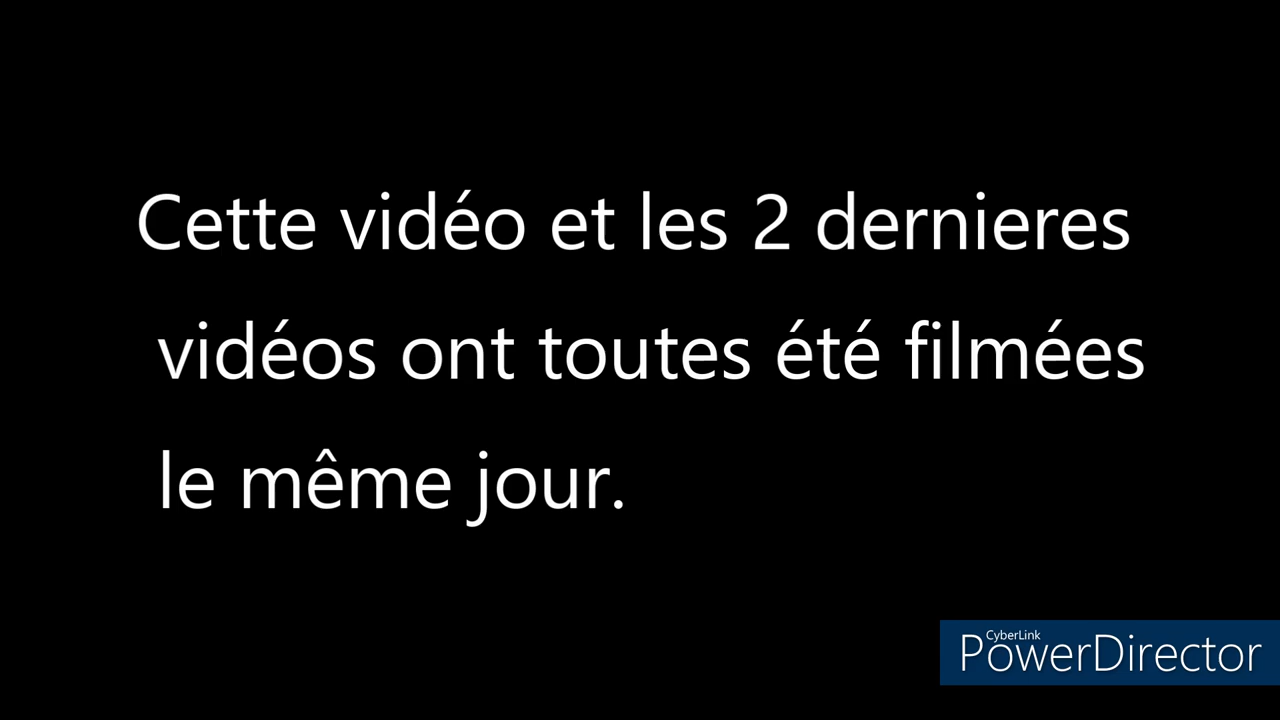 Cette vidéo et les 2 dernieres
vidéos ont toutes été filmées
le même jour.
CyberLink
PowerDirector